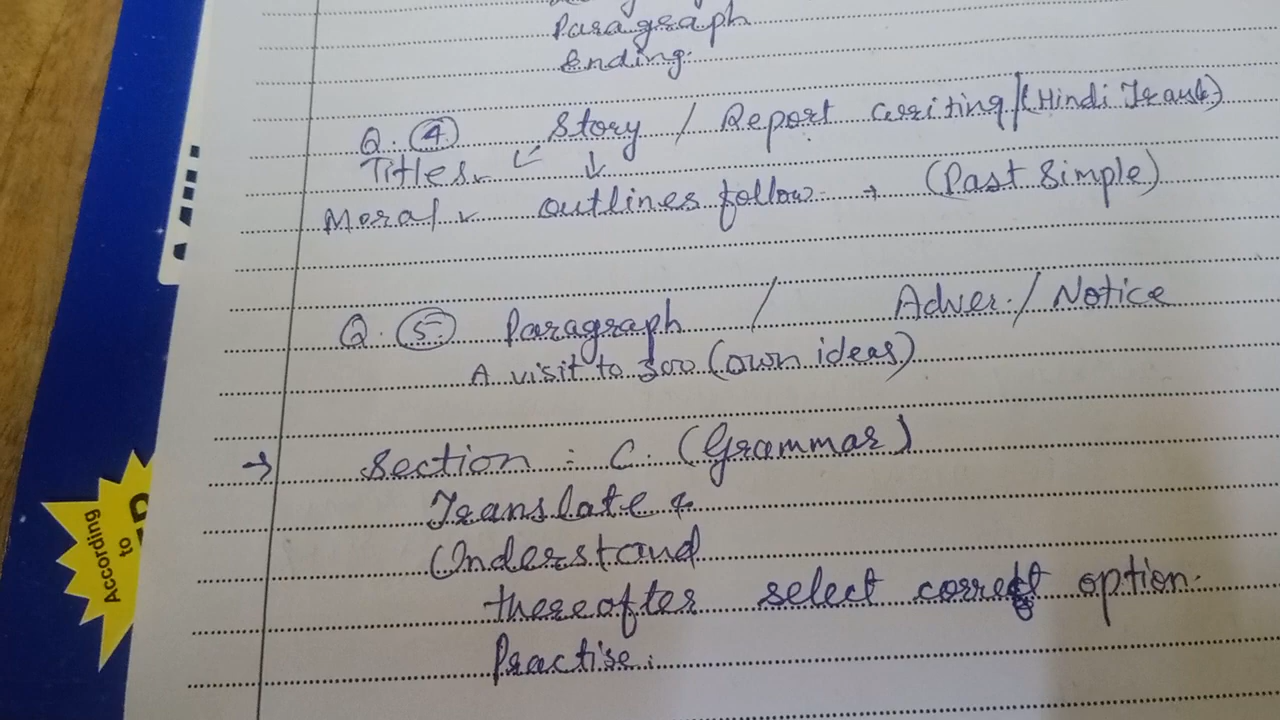 Paragraph
Ending.
Q. 4 Story / Report writing / (Hindi Trans.)
Titles
Moral outlines follow → (Past Simple)
Q. 5 Paragraph / Adver. / Notice
A visit to zoo (own ideas)
→ Section : C. (Grammar)
Translate &
Understand
thereafter select correct option.
Practise.
According
to